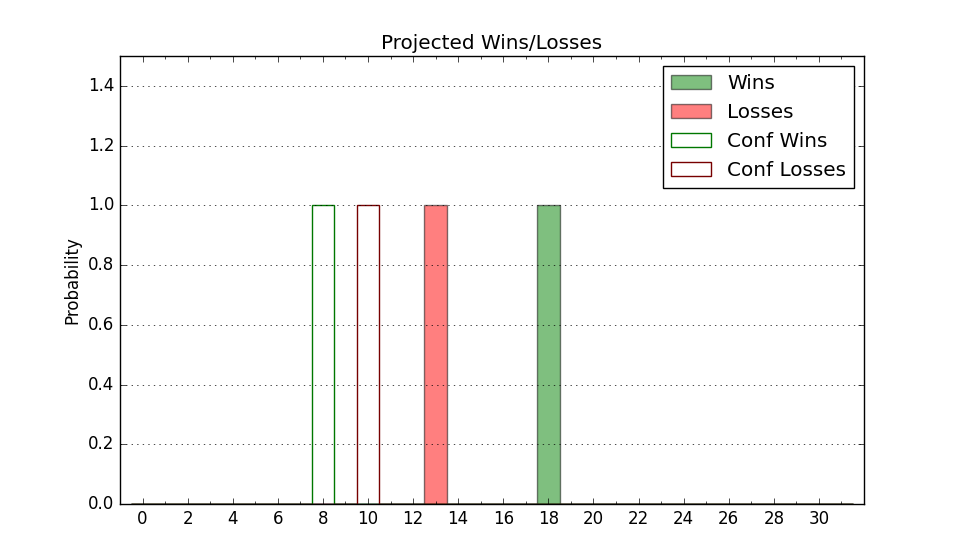 Projected Wins/Losses
Wins
Losses
Conf Wins
Conf Losses
Probability
1.4
1.2
1.0
0.8
0.6
0.4
0.2
0.0
0 2 4 6 8 10 12 14 16 18 20 22 24 26 28 30